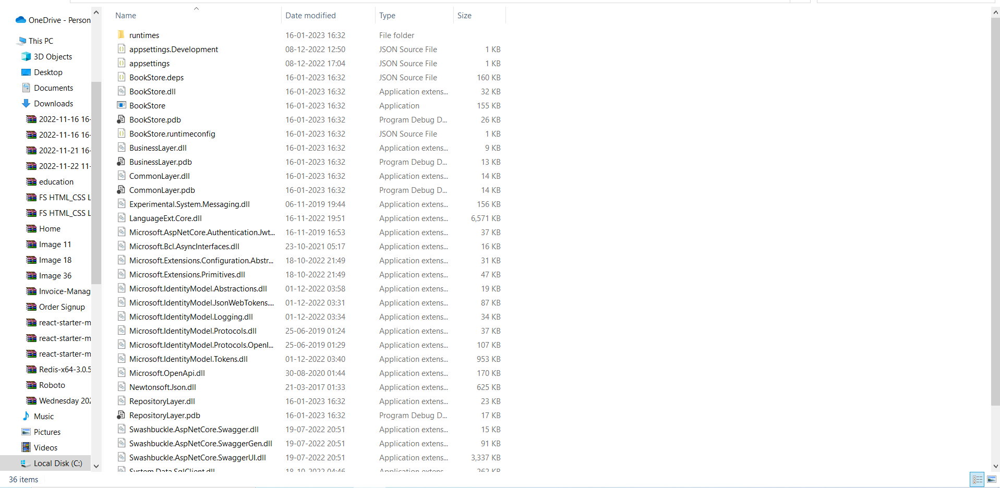 OneDrive - Person
This PC
3D Objects
Desktop
Documents
Downloads
2022-11-16 16-
2022-11-16 16-
2022-11-21 16-
2022-11-22 11-
education
FS HTML_CSS L
FS HTML_CSS L
Home
Image 11
Image 18
Image 36
Invoice-Manag
Order Signup
react-starter-m
react-starter-m
react-starter-m
Redis-x64-3.0.5
Roboto
Wednesday 202
Music
Pictures
Videos
Local Disk (C:)
Name Date modified Type Size
runtimes 16-01-2023 16:32 File folder
appsettings.Development 08-12-2022 12:50 JSON Source File 1 KB
appsettings 08-12-2022 17:04 JSON Source File 1 KB
BookStore.deps 16-01-2023 16:32 JSON Source File 160 KB
BookStore.dll 16-01-2023 16:32 Application extens... 32 KB
BookStore 16-01-2023 16:32 Application 155 KB
BookStore.pdb 16-01-2023 16:32 Program Debug D... 26 KB
BookStore.runtimeconfig 16-01-2023 16:32 JSON Source File 1 KB
BusinessLayer.dll 16-01-2023 16:32 Application extens... 9 KB
BusinessLayer.pdb 16-01-2023 16:32 Program Debug D... 13 KB
CommonLayer.dll 16-01-2023 16:32 Application extens... 14 KB
CommonLayer.pdb 16-01-2023 16:32 Program Debug D... 14 KB
Experimental.System.Messaging.dll 06-11-2019 19:44 Application extens... 156 KB
LanguageExt.Core.dll 16-11-2022 19:51 Application extens... 6,571 KB
Microsoft.AspNetCore.Authentication.Jwt... 16-11-2019 16:53 Application extens... 37 KB
Microsoft.Bcl.AsyncInterfaces.dll 23-10-2021 05:17 Application extens... 16 KB
Microsoft.Extensions.Configuration.Abstr... 18-10-2022 21:49 Application extens... 31 KB
Microsoft.Extensions.Primitives.dll 18-10-2022 21:49 Application extens... 47 KB
Microsoft.IdentityModel.Abstractions.dll 01-12-2022 03:58 Application extens... 19 KB
Microsoft.IdentityModel.JsonWebTokens.... 01-12-2022 03:31 Application extens... 87 KB
Microsoft.IdentityModel.Logging.dll 01-12-2022 03:34 Application extens... 34 KB
Microsoft.IdentityModel.Protocols.dll 25-06-2019 01:24 Application extens... 37 KB
Microsoft.IdentityModel.Protocols.OpenI... 25-06-2019 01:29 Application extens... 107 KB
Microsoft.IdentityModel.Tokens.dll 01-12-2022 03:40 Application extens... 953 KB
Microsoft.OpenApi.dll 30-08-2020 01:44 Application extens... 170 KB
Newtonsoft.Json.dll 21-03-2017 01:33 Application extens... 625 KB
RepositoryLayer.dll 16-01-2023 16:32 Application extens... 23 KB
RepositoryLayer.pdb 16-01-2023 16:32 Program Debug D... 17 KB
Swashbuckle.AspNetCore.Swagger.dll 19-07-2022 20:51 Application extens... 15 KB
Swashbuckle.AspNetCore.SwaggerGen.dll 19-07-2022 20:51 Application extens... 91 KB
Swashbuckle.AspNetCore.SwaggerUI.dll 19-07-2022 20:51 Application extens... 3,337 KB
System.Data.SqlClient.dll 18-10-2022 04:46 Application extens... 262 KB
36 items